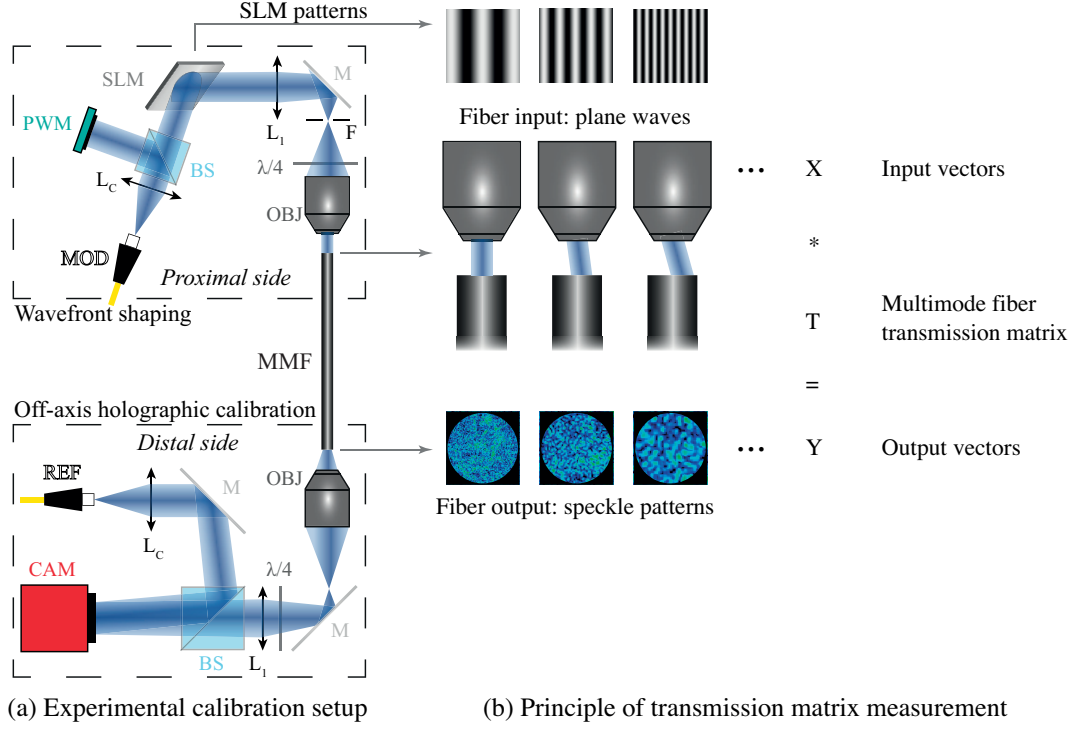 SLM patterns
SLM
M
PWM
BS
L₁
F
λ/4
L_C
OBJ
MOD
Proximal side
Wavefront shaping
MMF
Off-axis holographic calibration
Distal side
REF
OBJ
M
L_C
CAM
λ/4
M
BS
L₁
(a) Experimental calibration setup
Fiber input: plane waves
... X Input vectors
*
T Multimode fiber
transmission matrix
=
... Y Output vectors
Fiber output: speckle patterns
(b) Principle of transmission matrix measurement